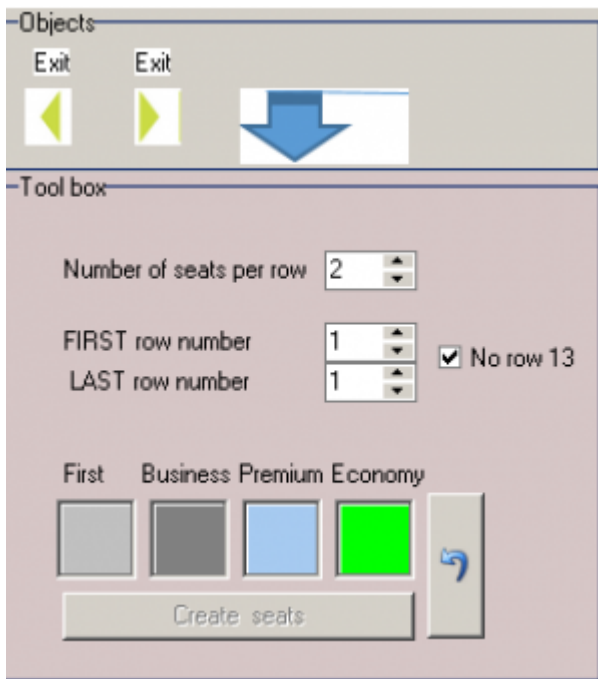 Objects
Exit Exit
Tool box
Number of seats per row 2
FIRST row number 1
No row 13
LAST row number 1
First Business Premium Economy
Create seats